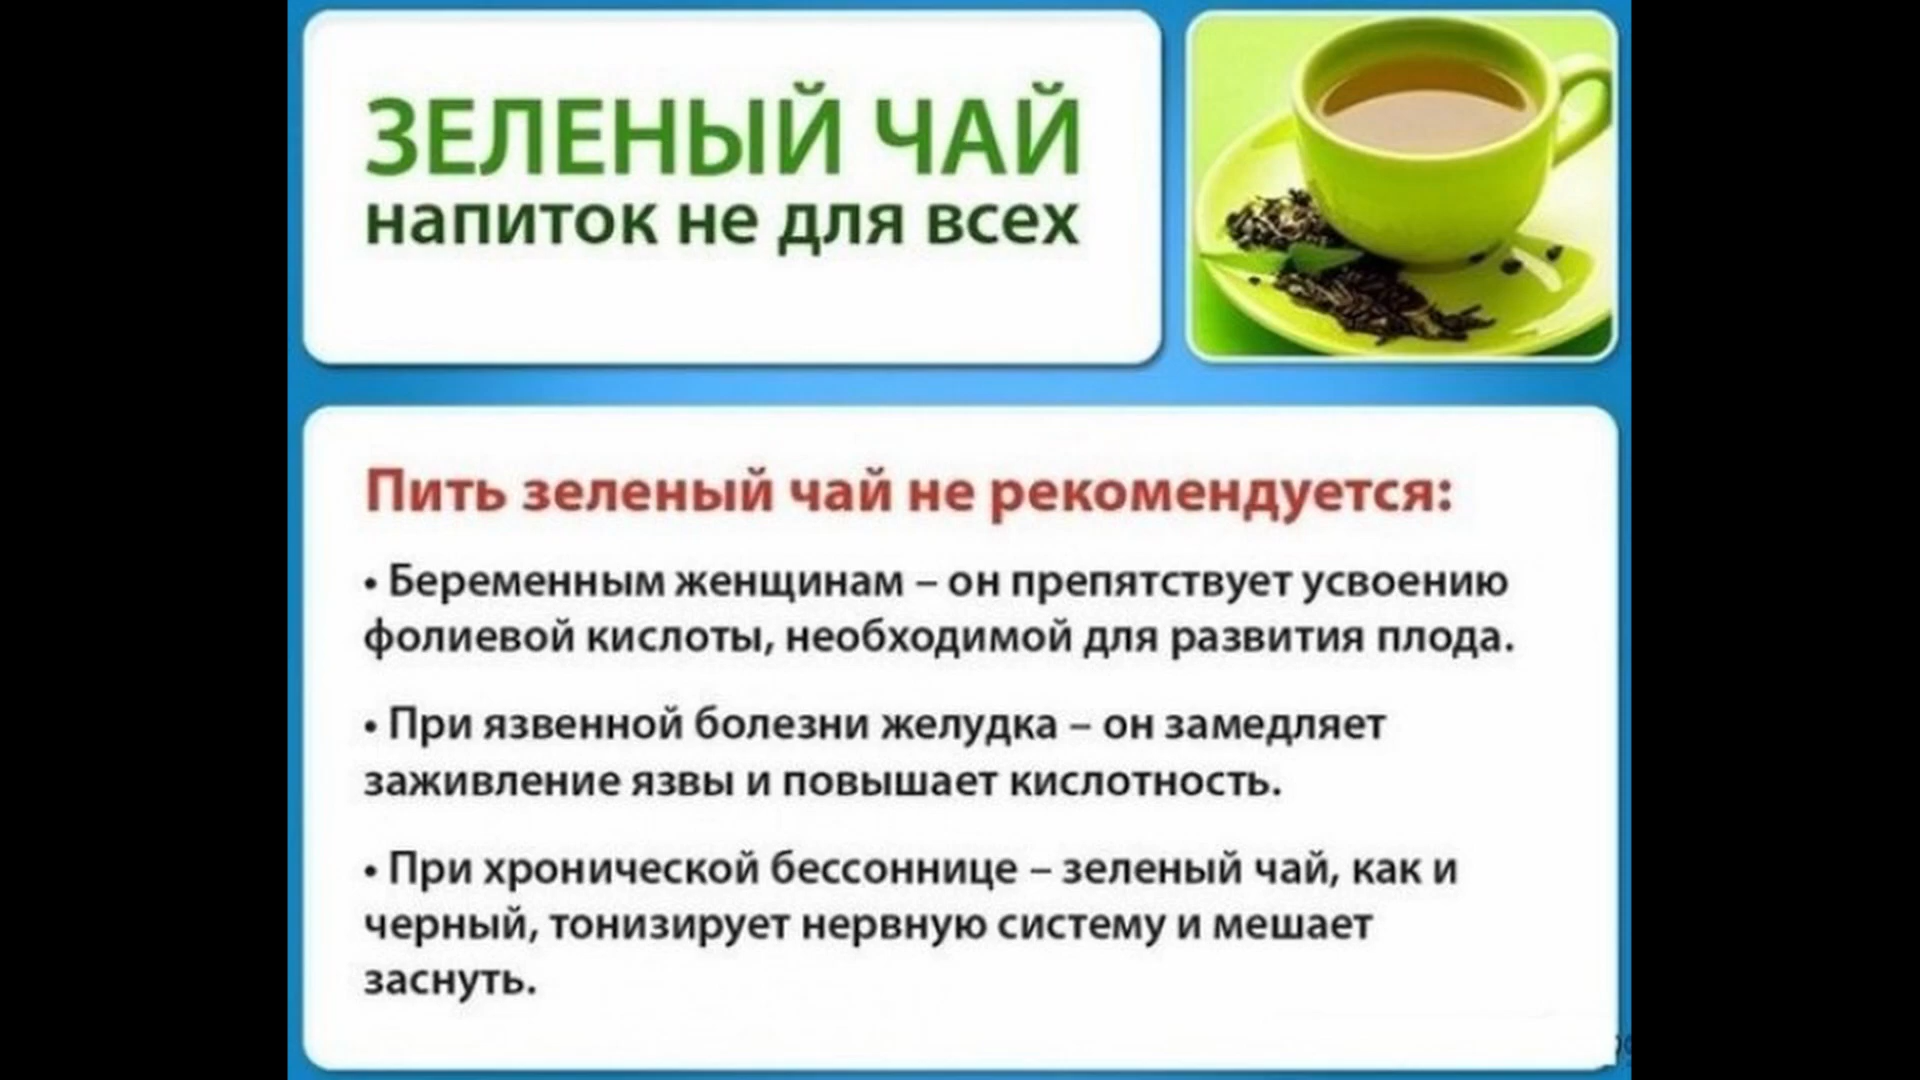 ЗЕЛЕНЫЙ ЧАЙ
напиток не для всех
Пить зеленый чай не рекомендуется:
• Беременным женщинам – он препятствует усвоению
фолиевой кислоты, необходимой для развития плода.
• При язвенной болезни желудка – он замедляет
заживление язвы и повышает кислотность.
• При хронической бессоннице – зеленый чай, как и
черный, тонизирует нервную систему и мешает
заснуть.